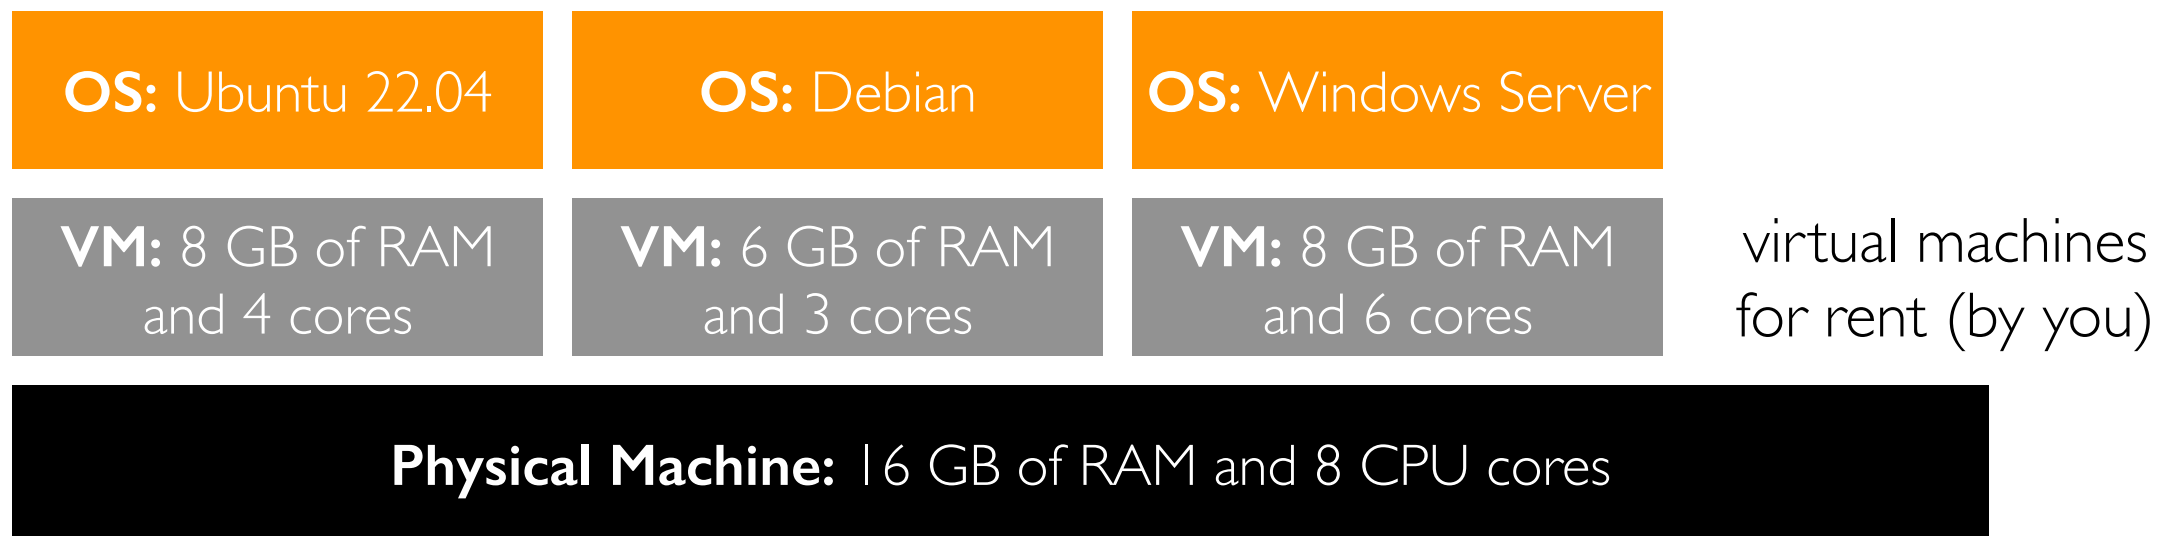 OS: Ubuntu 22.04
OS: Debian
OS: Windows Server
VM: 8 GB of RAM
and 4 cores
VM: 6 GB of RAM
and 3 cores
VM: 8 GB of RAM
and 6 cores
virtual machines
for rent (by you)
Physical Machine: 16 GB of RAM and 8 CPU cores